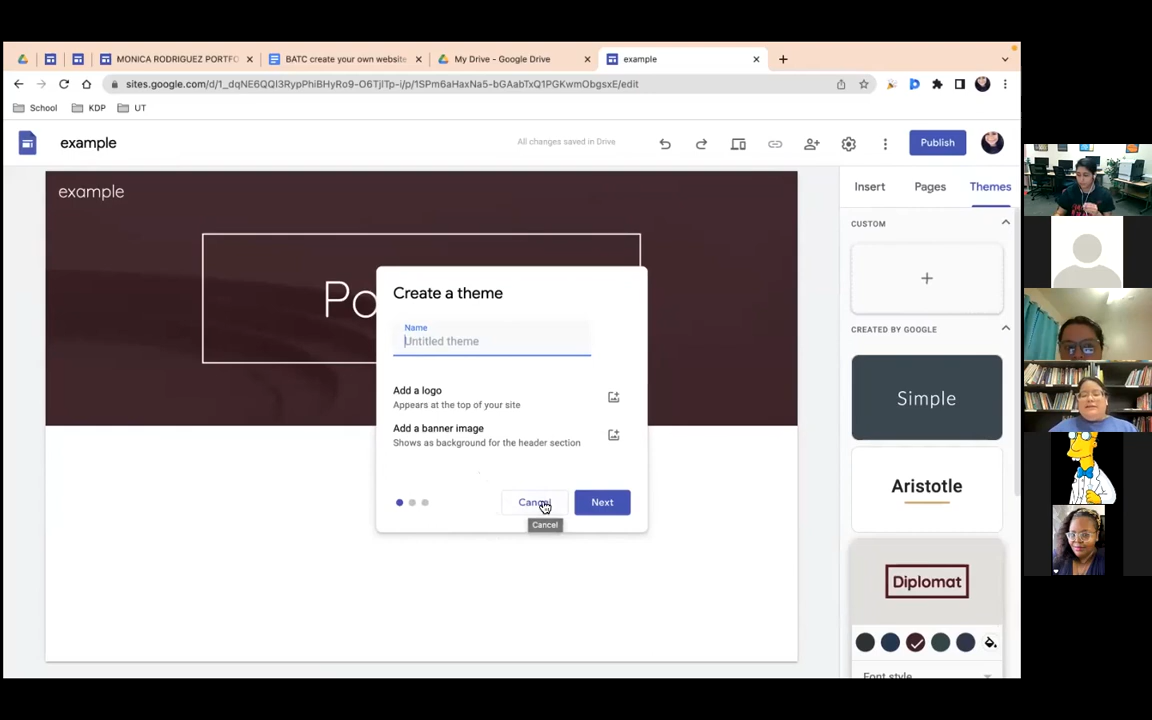 MONICA RODRIGUEZ PORTFO
BATC create your own website
My Drive - Google Drive
example
sites.google.com/d/1_dqNE6QQI3RypPhiBHyRo9-O6TjlTp-i/p/1SPm6aHaxNa5-bGAabTxQ1PGKwmObgsxE/edit
School
KDP
UT
example
All changes saved in Drive
Publish
Insert
Pages
Themes
example
Po
Create a theme
Name
Untitled theme
Add a logo
Appears at the top of your site
Add a banner image
Shows as background for the header section
Cancel
Next
Cancel
CUSTOM
CREATED BY GOOGLE
Simple
Aristotle
Diplomat
Font style